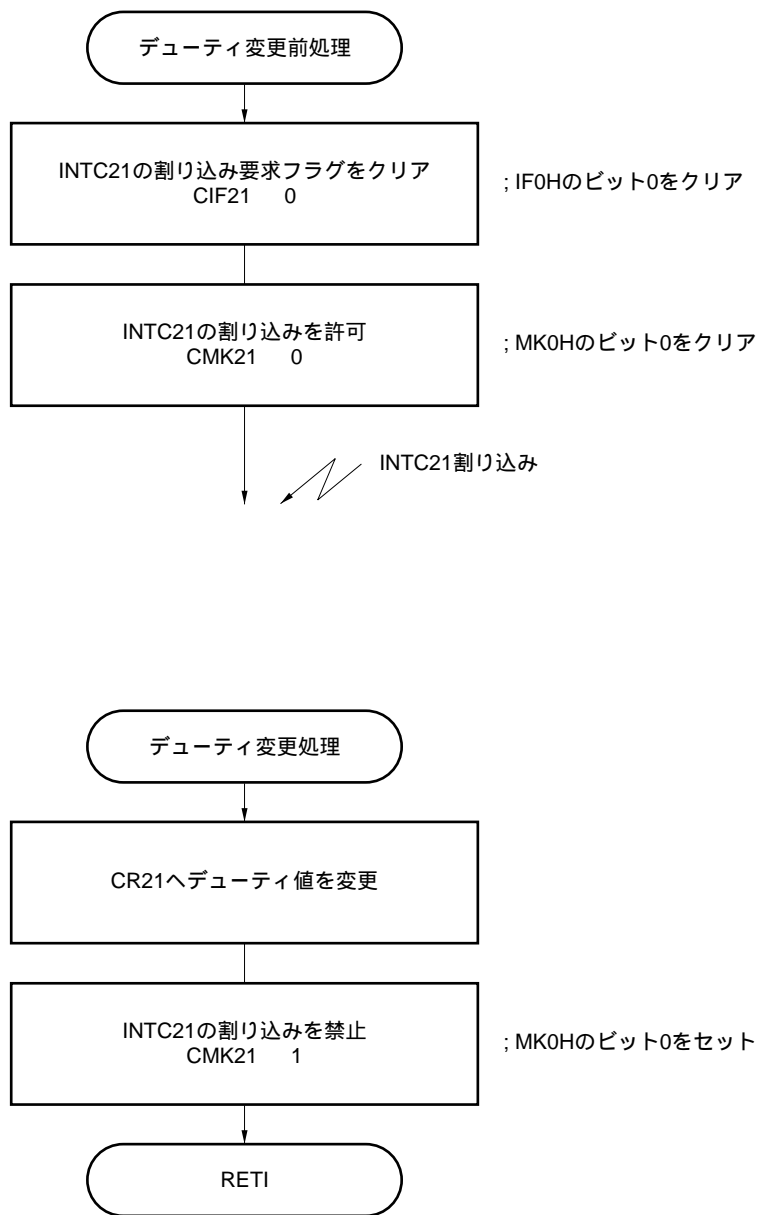 デューティ変更前処理
INTC21の割り込み要求フラグをクリア
CIF21 0
; IF0Hのビット0をクリア
INTC21の割り込みを許可
CMK21 0
; MK0Hのビット0をクリア
INTC21割り込み
デューティ変更処理
CR21へデューティ値を変更
INTC21の割り込みを禁止
CMK21 1
; MK0Hのビット0をセット
RETI